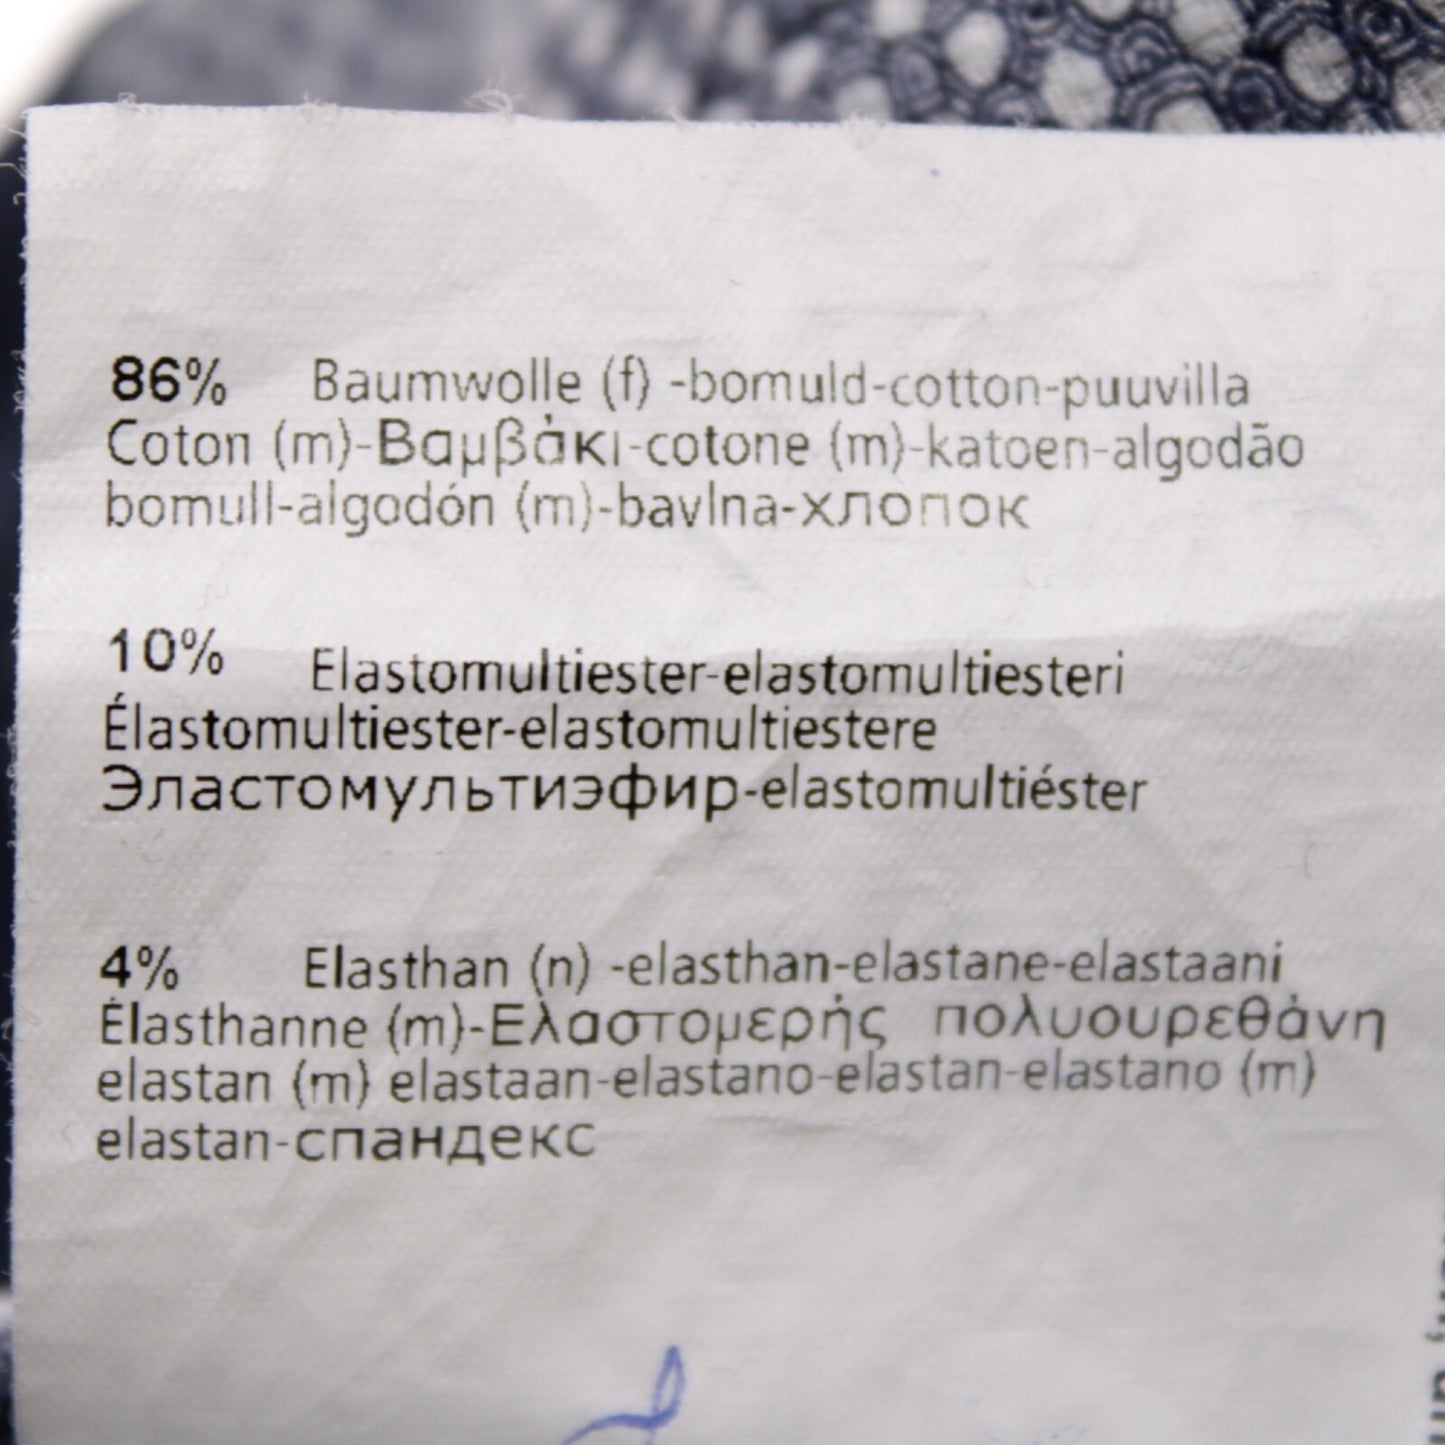 86% Baumwolle (f) -bomuld-cotton-puuvilla
Coton (m)-Βαμβάκι-cotone (m)-katoen-algodão
bomull-algodón (m)-bavlna-хлопок
10% Elastomultiester-elastomultiesteri
Élastomultiester-elastomultiestere
Эластомультиэфир-elastomultiéster
4% Elasthan (n) -elasthan-elastane-elastaani
Élasthanne (m)-Ελαστομερής πολυουρεθάνη
elastan (m) elastaan-elastano-elastan-elastano (m)
elastan-спандекс